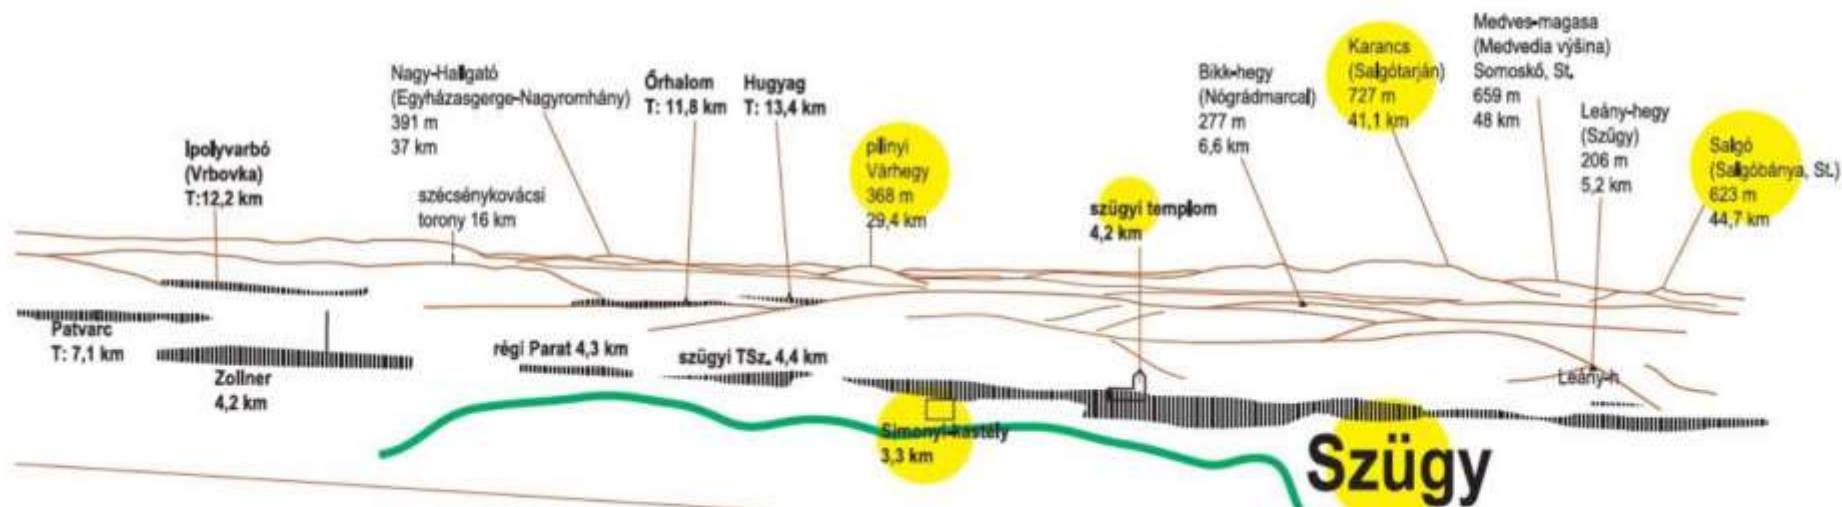 Ipolyvarbó
(Vrbovka)
T:12,2 km
Nagy-Hallgató
(Egyházasgerge-Nagyromhány)
391 m
37 km
szécsénykovácsi
torony 16 km
Őrhalom
T: 11,8 km
Hugyag
T: 13,4 km
pilinyi
Várhegy
368 m
29,4 km
szügyi templom
4,2 km
Bikk-hegy
(Nógrádmarcal)
277 m
6,6 km
Karancs
(Salgótarján)
727 m
41,1 km
Medves-magasa
(Medvedia výšina)
Somoskő, St.
659 m
48 km
Leány-hegy
(Szügy)
206 m
5,2 km
Salgó
(Salgóbánya, St.)
623 m
44,7 km
Patvarc
T: 7,1 km
Zollner
4,2 km
régi Parat 4,3 km
szügyi TSz. 4,4 km
Simonyi-kastély
3,3 km
Leány-h
Szügy